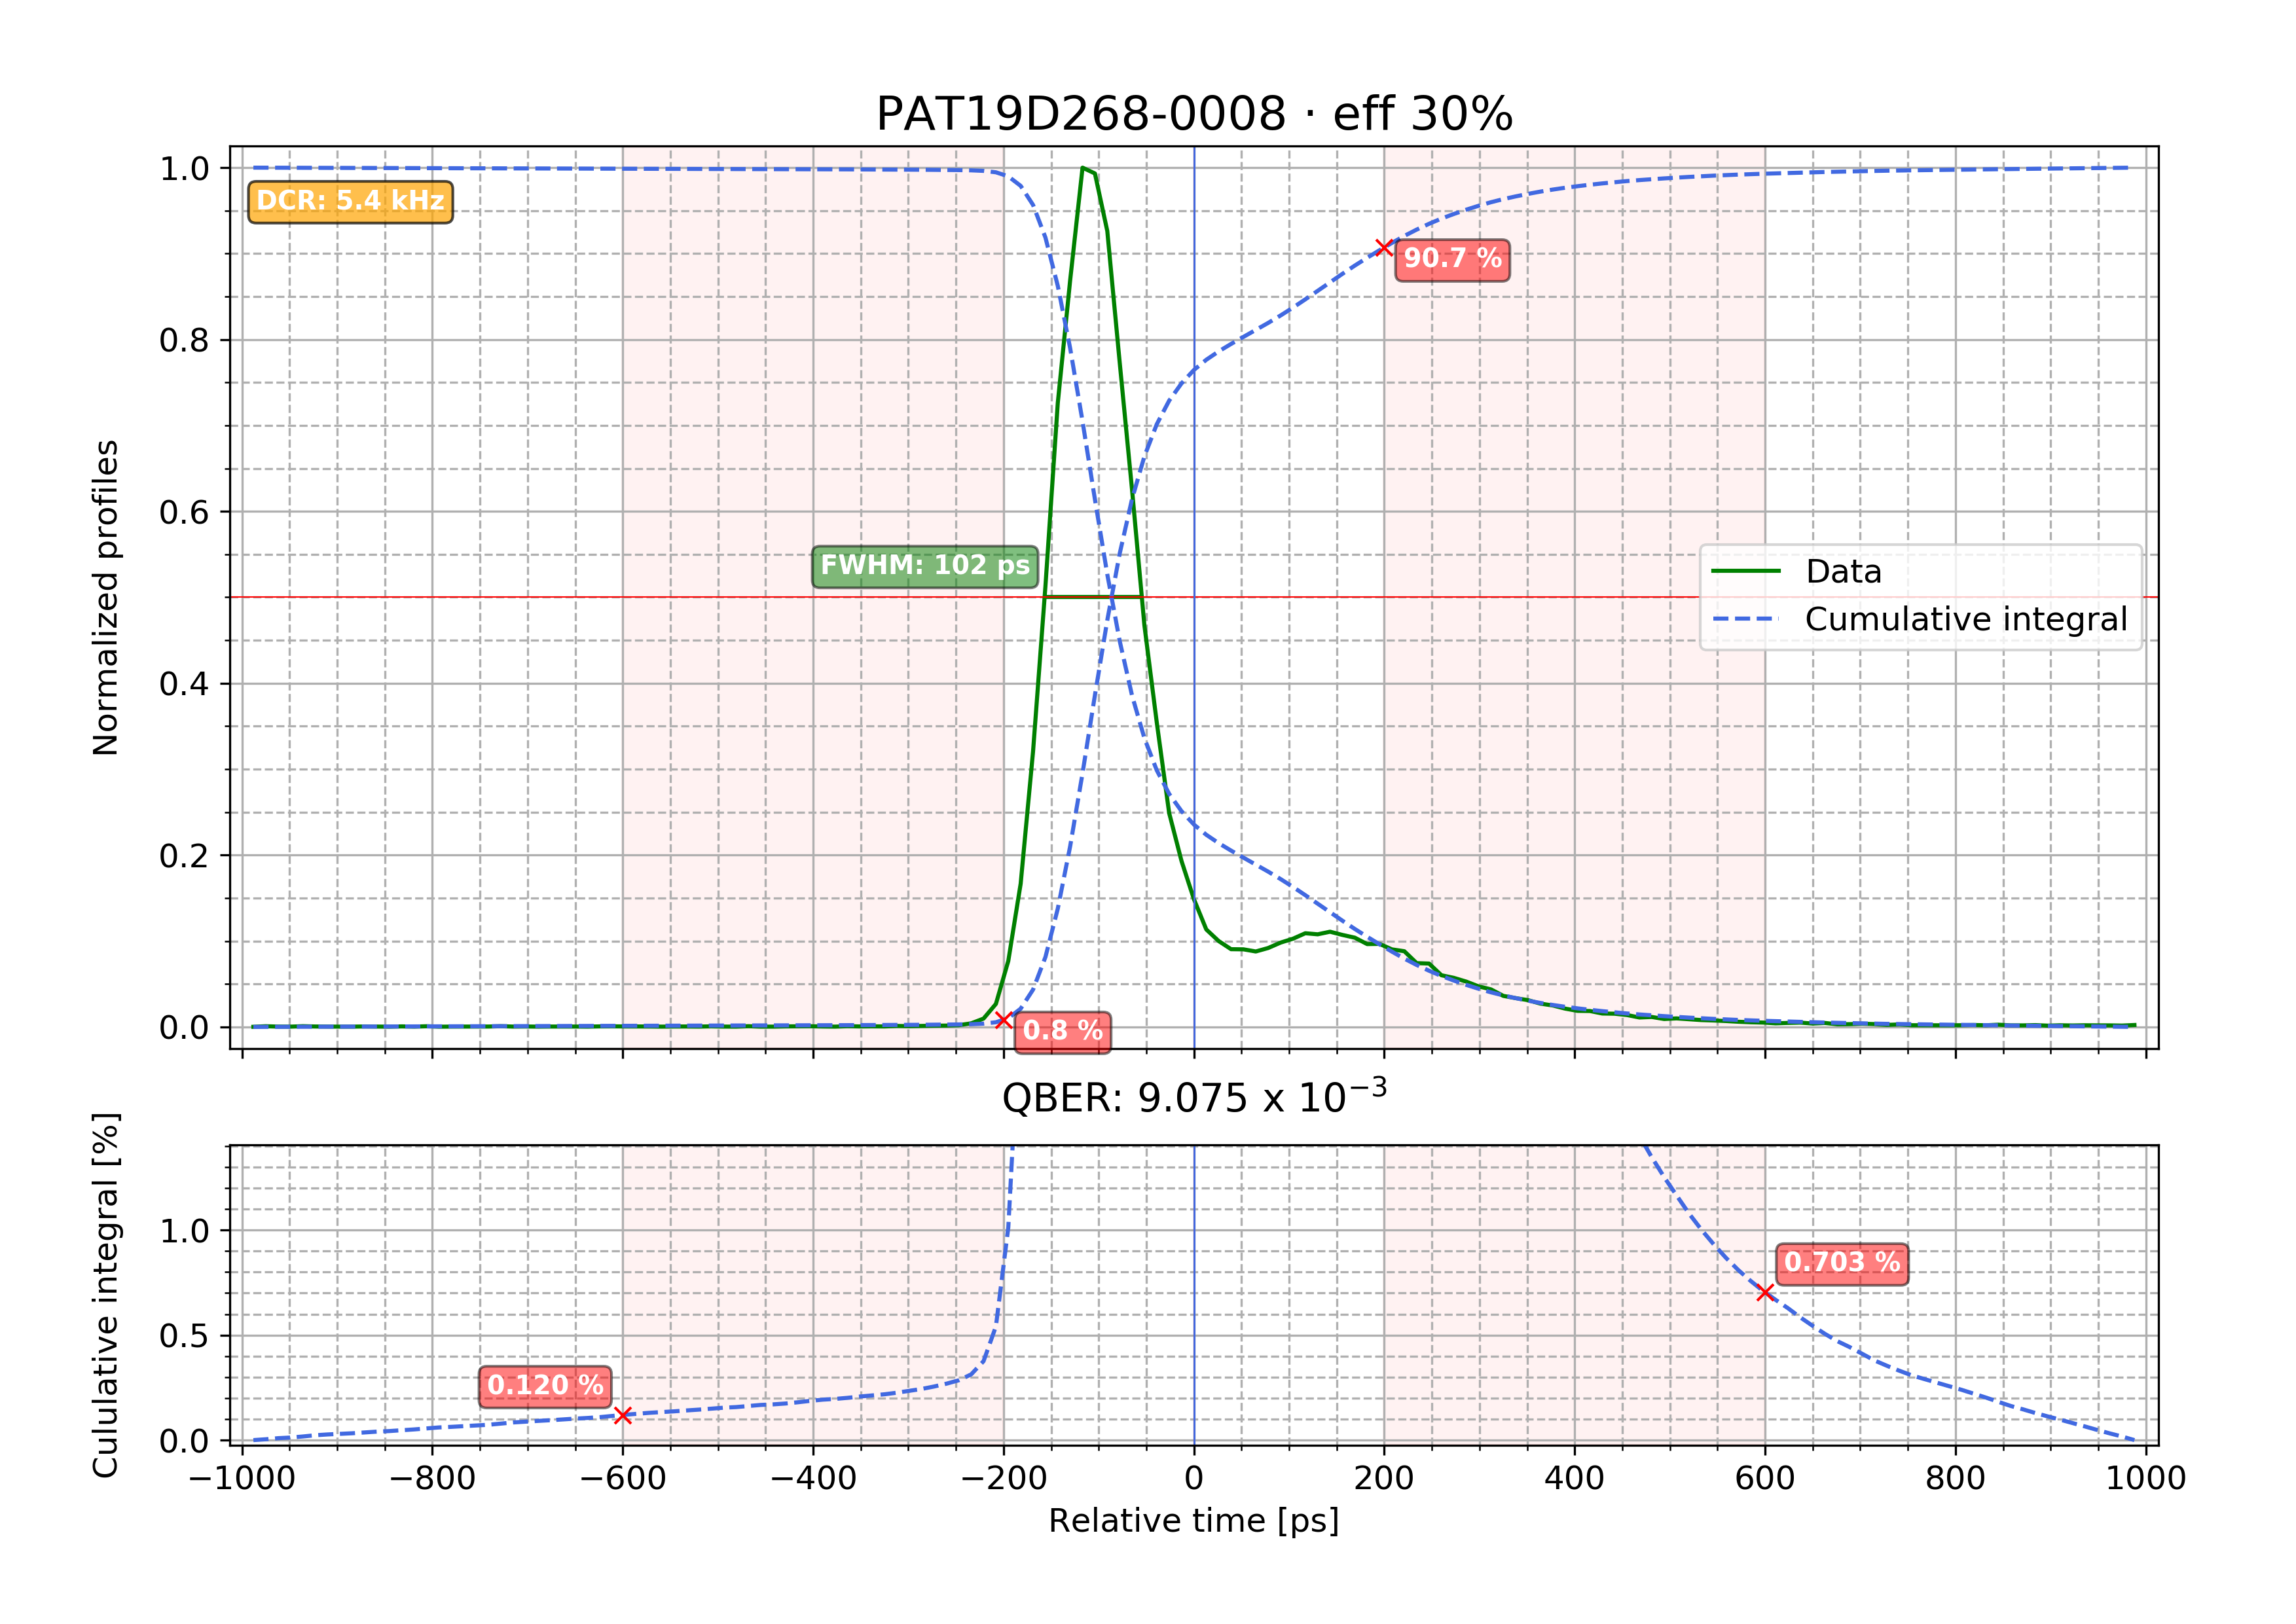 PAT19D268-0008 · eff 30%
Normalized profiles
1.0
0.8
0.6
0.4
0.2
0.0
DCR: 5.4 kHz
90.7 %
FWHM: 102 ps
Data
Cumulative integral
0.8 %
QBER: 9.075 x 10⁻³
Cululative integral [%]
1.0
0.5
0.0
0.703 %
0.120 %
−1000 −800 −600 −400 −200 0 200 400 600 800 1000
Relative time [ps]